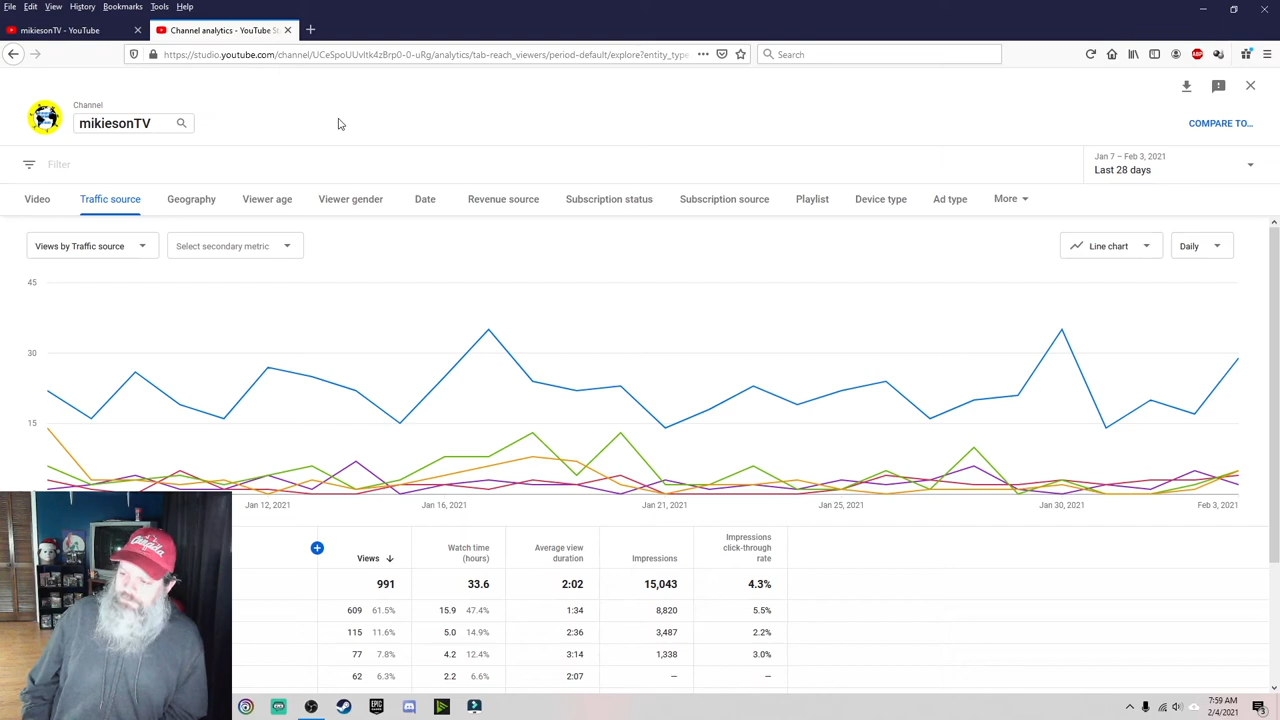 File Edit View History Bookmarks Tools Help
mikiesonTV - YouTube
Channel analytics - YouTube St
https://studio.youtube.com/channel/UCeSpoUUvItk4zBrp0-0-uRg/analytics/tab-reach_viewers/period-default/explore?entity_type
Search
Channel
mikiesonTV
COMPARE TO...
Filter
Jan 7 – Feb 3, 2021
Last 28 days
Video Traffic source Geography Viewer age Viewer gender Date Revenue source Subscription status Subscription source Playlist Device type Ad type More
Views by Traffic source
Select secondary metric
Line chart
Daily
45
30
15
Jan 12, 2021 Jan 16, 2021 Jan 21, 2021 Jan 25, 2021 Jan 30, 2021 Feb 3, 2021
Views
Watch time (hours)
Average view duration
Impressions
Impressions click-through rate
991 33.6 2:02 15,043 4.3%
609 61.5% 15.9 47.4% 1:34 8,820 5.5%
115 11.6% 5.0 14.9% 2:36 3,487 2.2%
77 7.8% 4.2 12.4% 3:14 1,338 3.0%
62 6.3% 2.2 6.6% 2:07 — —
Canada
EPIC
7:59 AM
2/4/2021
3